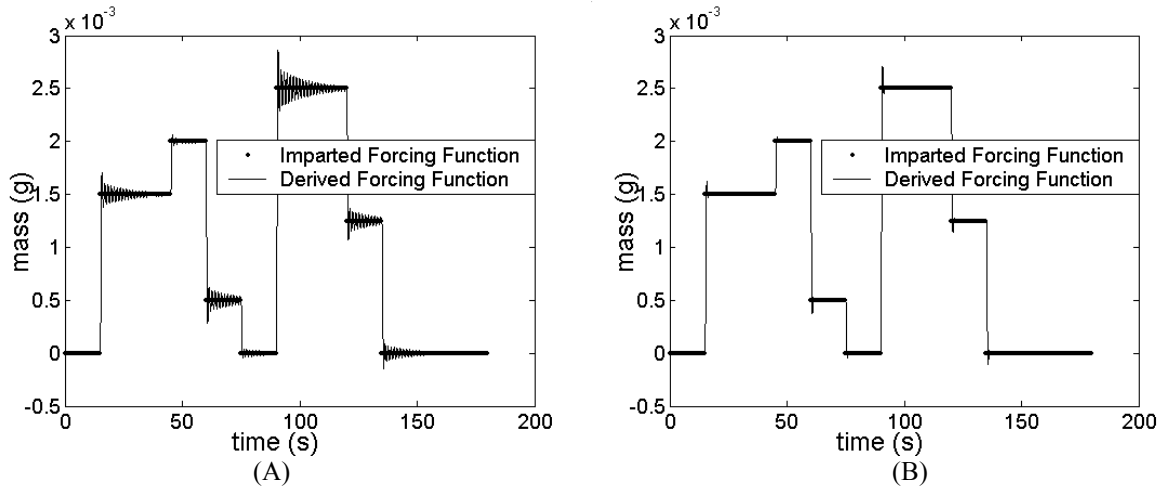 x 10-3
3
2.5
2
1.5
1
0.5
0
-0.5
mass (g)
Imparted Forcing Function
Derived Forcing Function
0 50 100 150 200
time (s)
(A)
x 10-3
3
2.5
2
1.5
1
0.5
0
-0.5
mass (g)
Imparted Forcing Function
Derived Forcing Function
0 50 100 150 200
time (s)
(B)